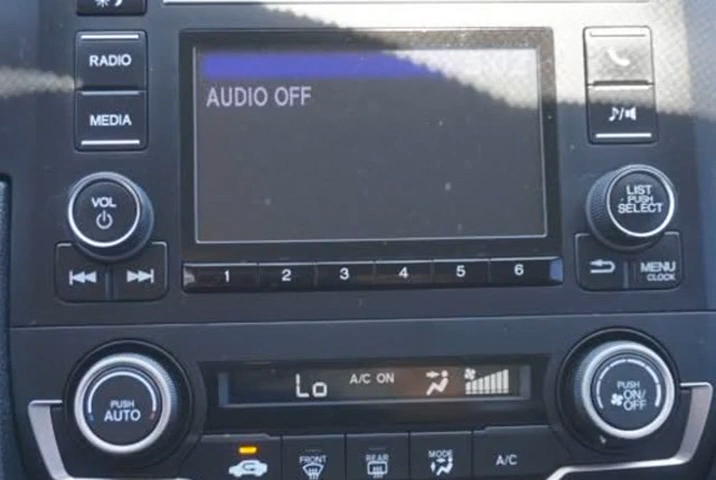 RADIO
AUDIO OFF
MEDIA
VOL
LIST
PUSH
SELECT
1 2 3 4 5 6
MENU
CLOCK
Lo A/C ON
PUSH
AUTO
PUSH
ON/
OFF
FRONT REAR MODE A/C